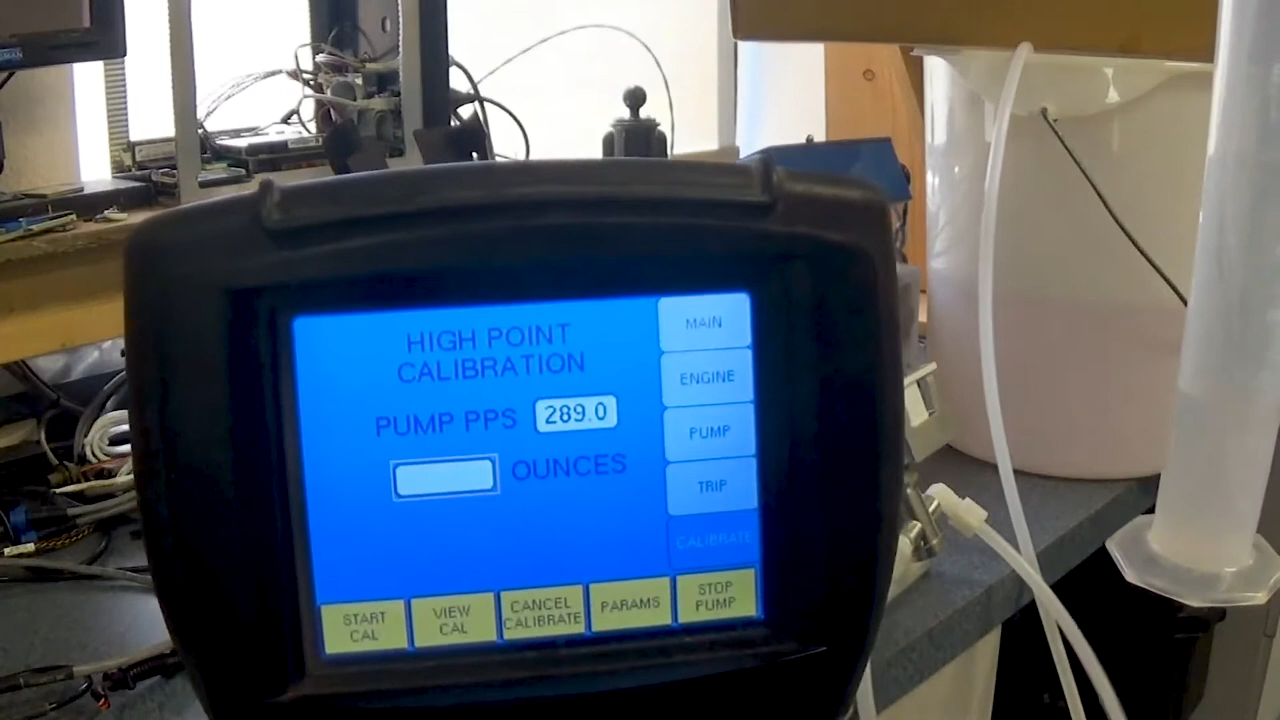 HIGH POINT
CALIBRATION
PUMP PPS 289.0
OUNCES
MAIN
ENGINE
PUMP
TRIP
CALIBRATE
START
CAL
VIEW
CAL
CANCEL
CALIBRATE
PARAMS
STOP
PUMP